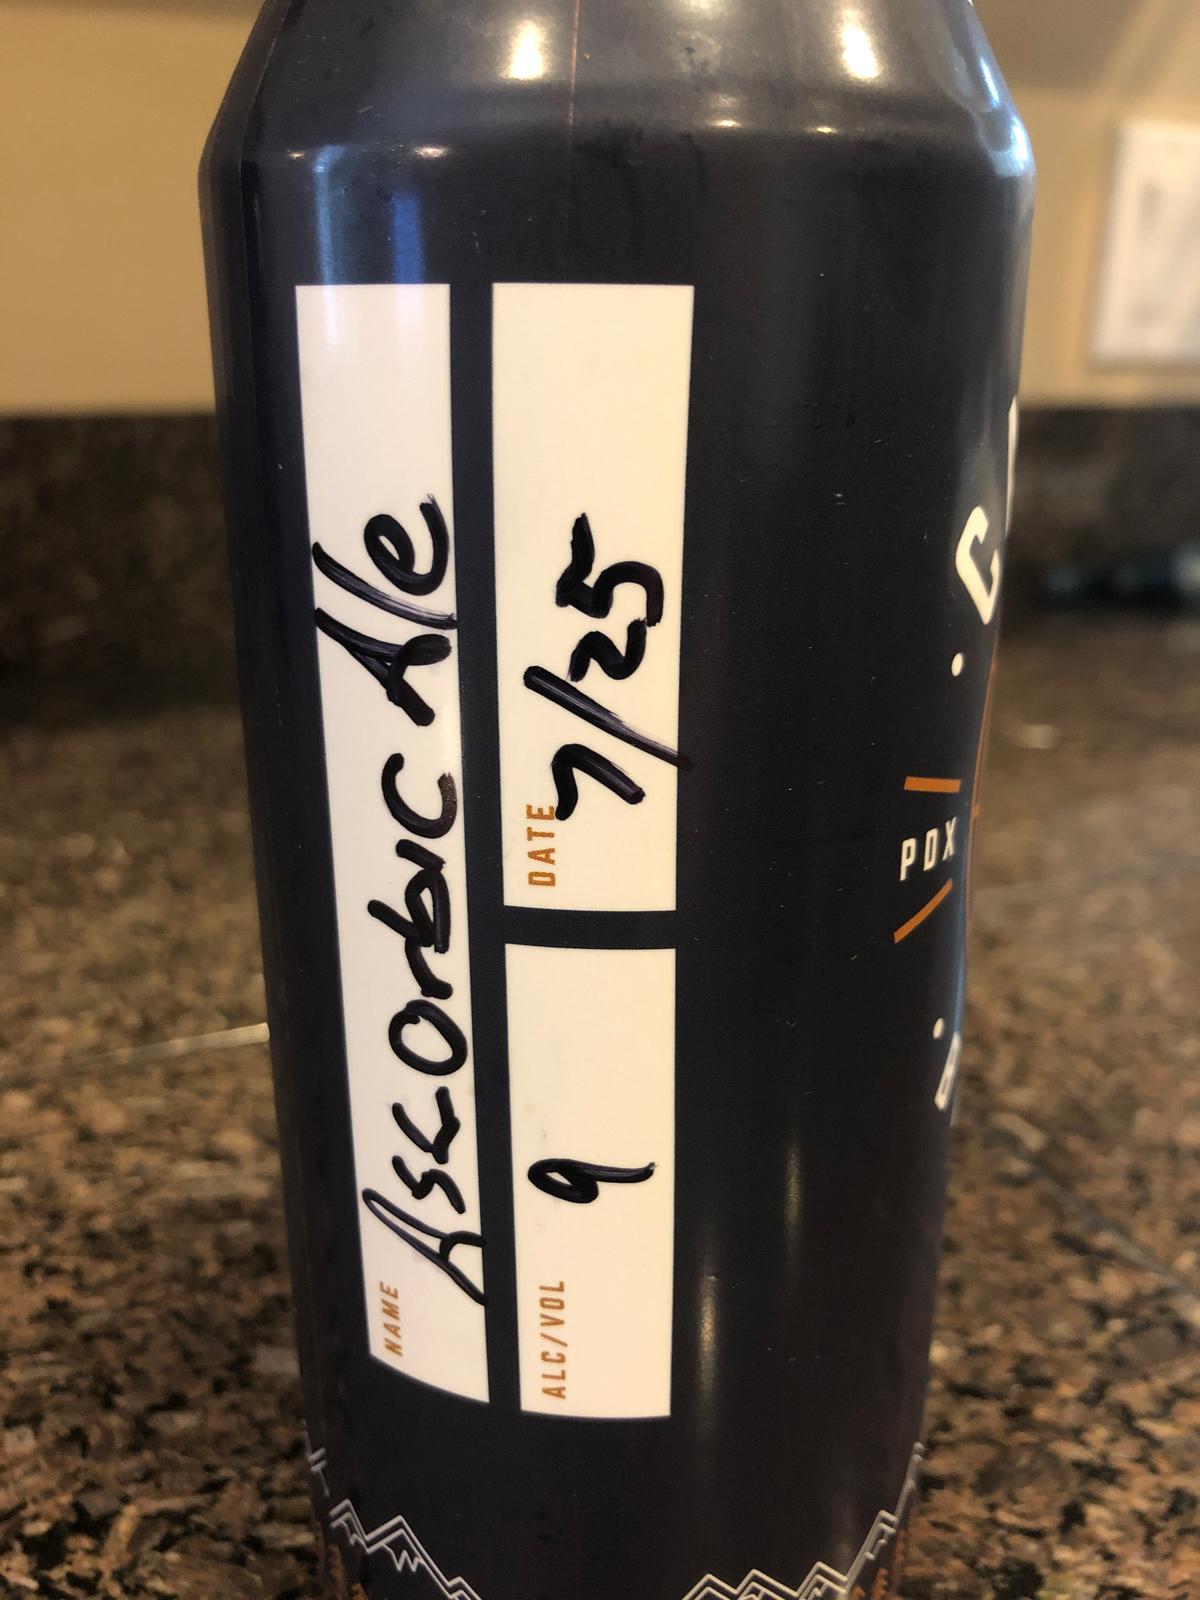 NAME Ascorbic Ale
DATE 7/25
ALC/VOL 9
PDX